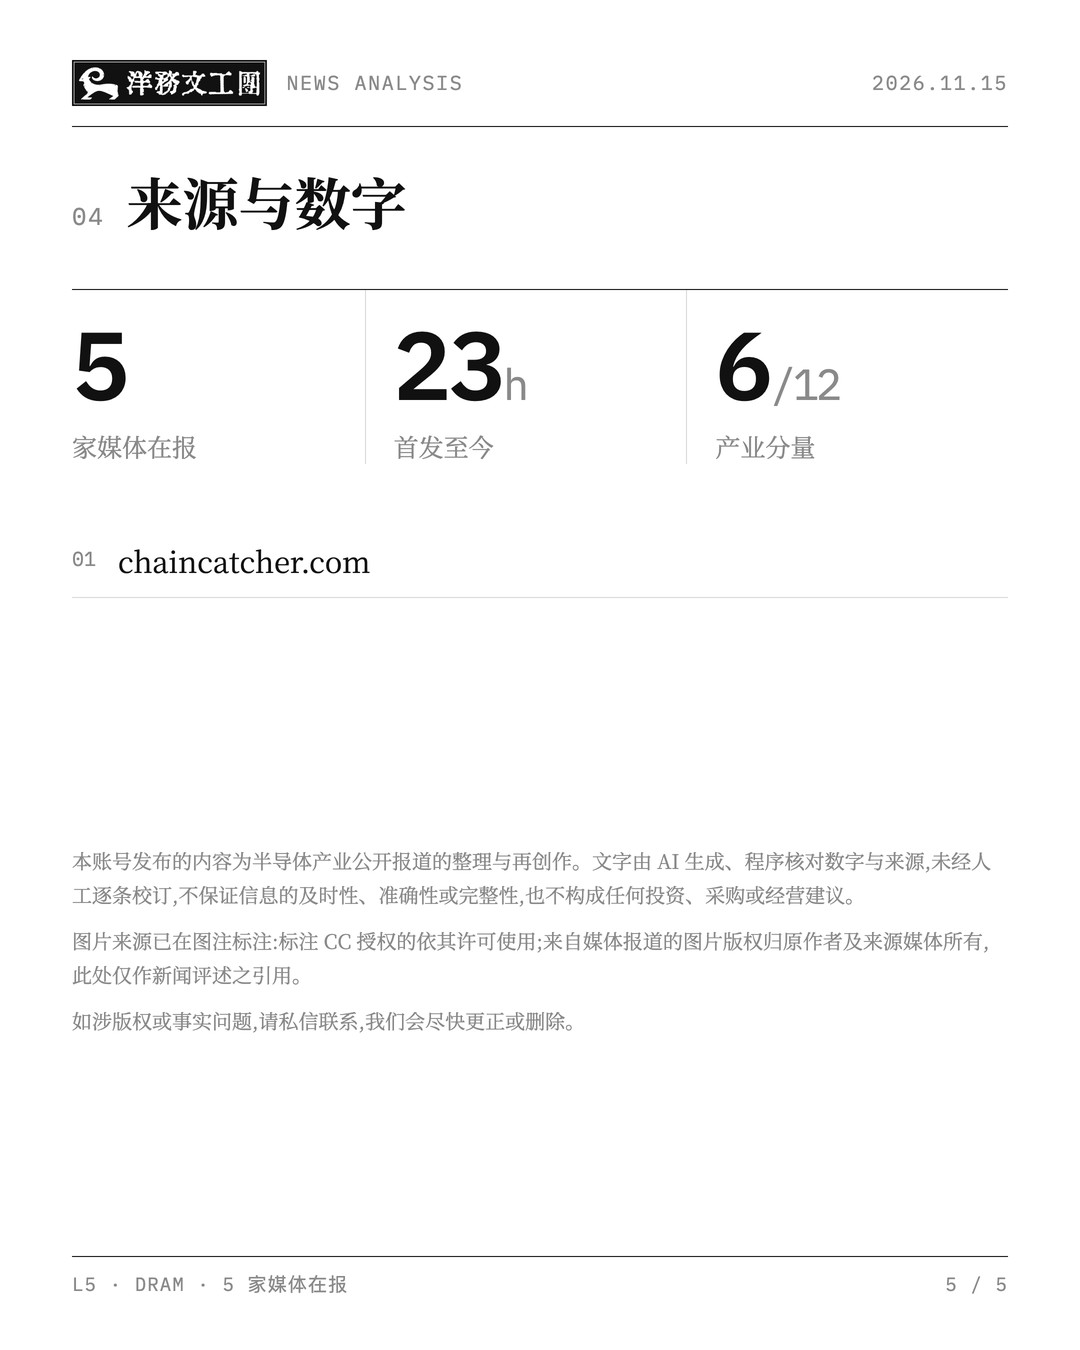 洋務文工團 NEWS ANALYSIS 2026.11.15
04 来源与数字
5 23h 6/12
家媒体在报 首发至今 产业分量
01 chaincatcher.com
本账号发布的内容为半导体产业公开报道的整理与再创作。文字由 AI 生成、程序核对数字与来源,未经人
工逐条校订,不保证信息的及时性、准确性或完整性,也不构成任何投资、采购或经营建议。
图片来源已在图注标注:标注 CC 授权的依其许可使用;来自媒体报道的图片版权归原作者及来源媒体所有,
此处仅作新闻评述之引用。
如涉版权或事实问题,请私信联系,我们会尽快更正或删除。
L5 · DRAM · 5 家媒体在报 5 / 5